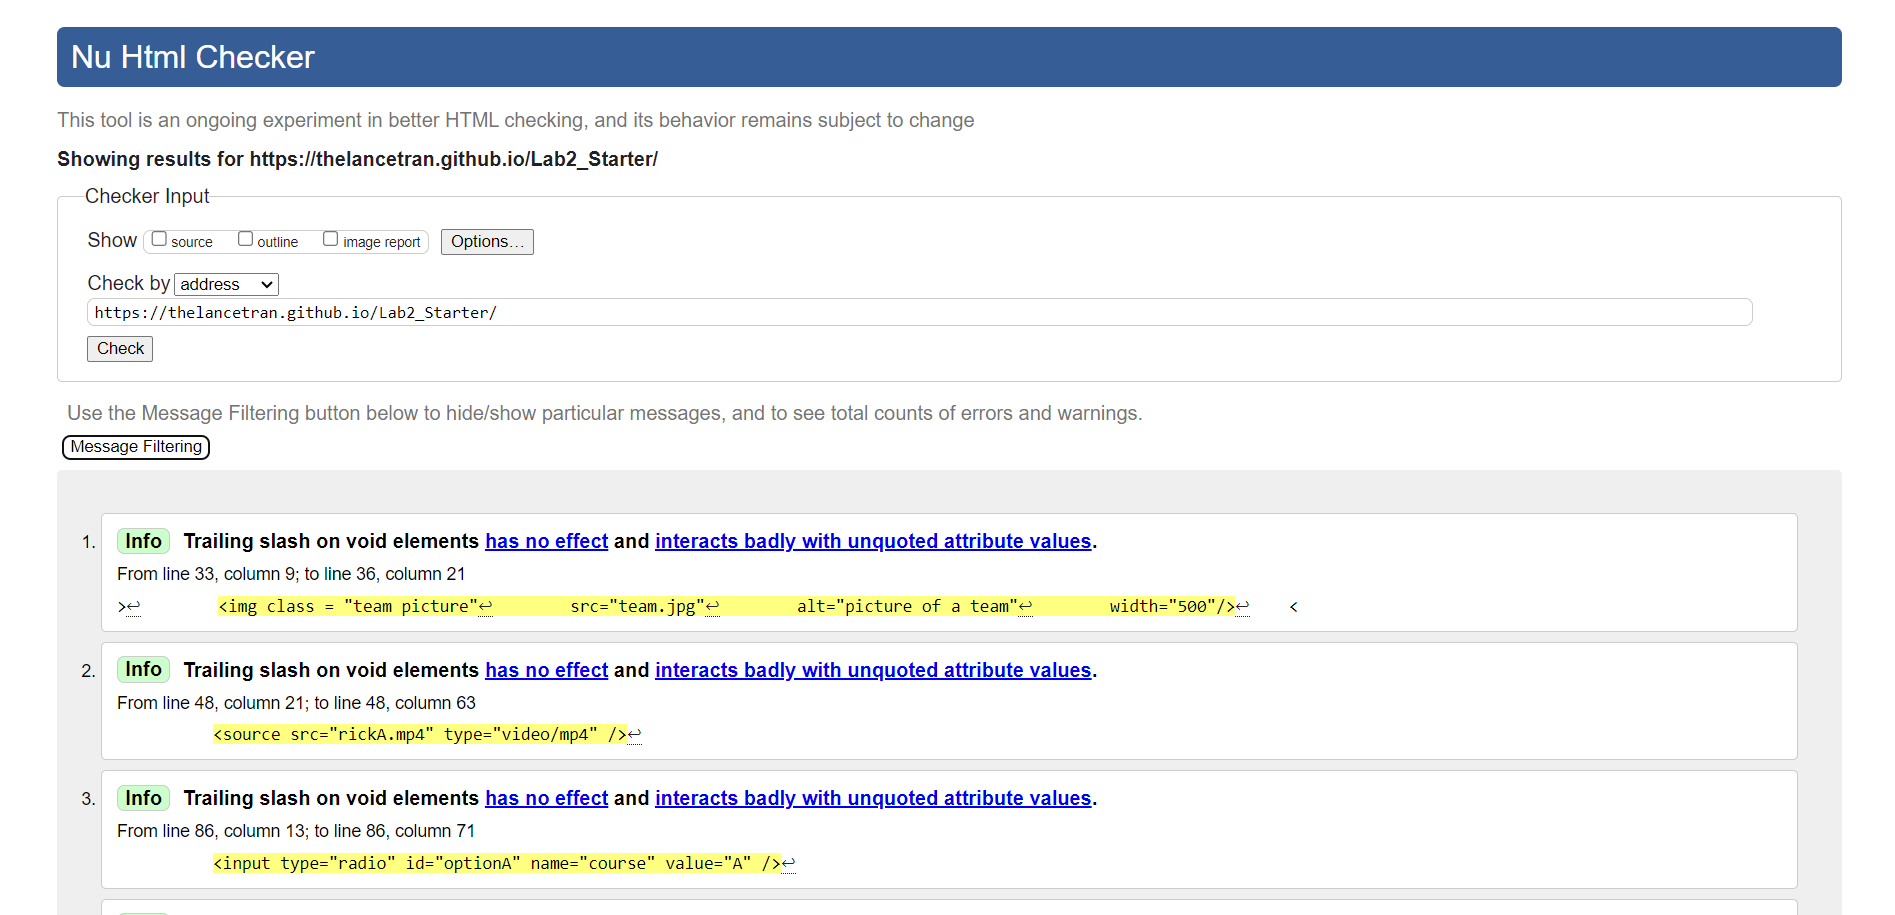 Nu Html Checker
This tool is an ongoing experiment in better HTML checking, and its behavior remains subject to change
Showing results for https://thelancetran.github.io/Lab2_Starter/
Checker Input
Show source outline image report Options...
Check by address
https://thelancetran.github.io/Lab2_Starter/
Check
Use the Message Filtering button below to hide/show particular messages, and to see total counts of errors and warnings.
Message Filtering
1. Info Trailing slash on void elements has no effect and interacts badly with unquoted attribute values.
From line 33, column 9; to line 36, column 21
>↩ <img class = "team picture"↩ src="team.jpg"↩ alt="picture of a team"↩ width="500"/>↩ <
2. Info Trailing slash on void elements has no effect and interacts badly with unquoted attribute values.
From line 48, column 21; to line 48, column 63
<source src="rickA.mp4" type="video/mp4" />↩
3. Info Trailing slash on void elements has no effect and interacts badly with unquoted attribute values.
From line 86, column 13; to line 86, column 71
<input type="radio" id="optionA" name="course" value="A" />↩